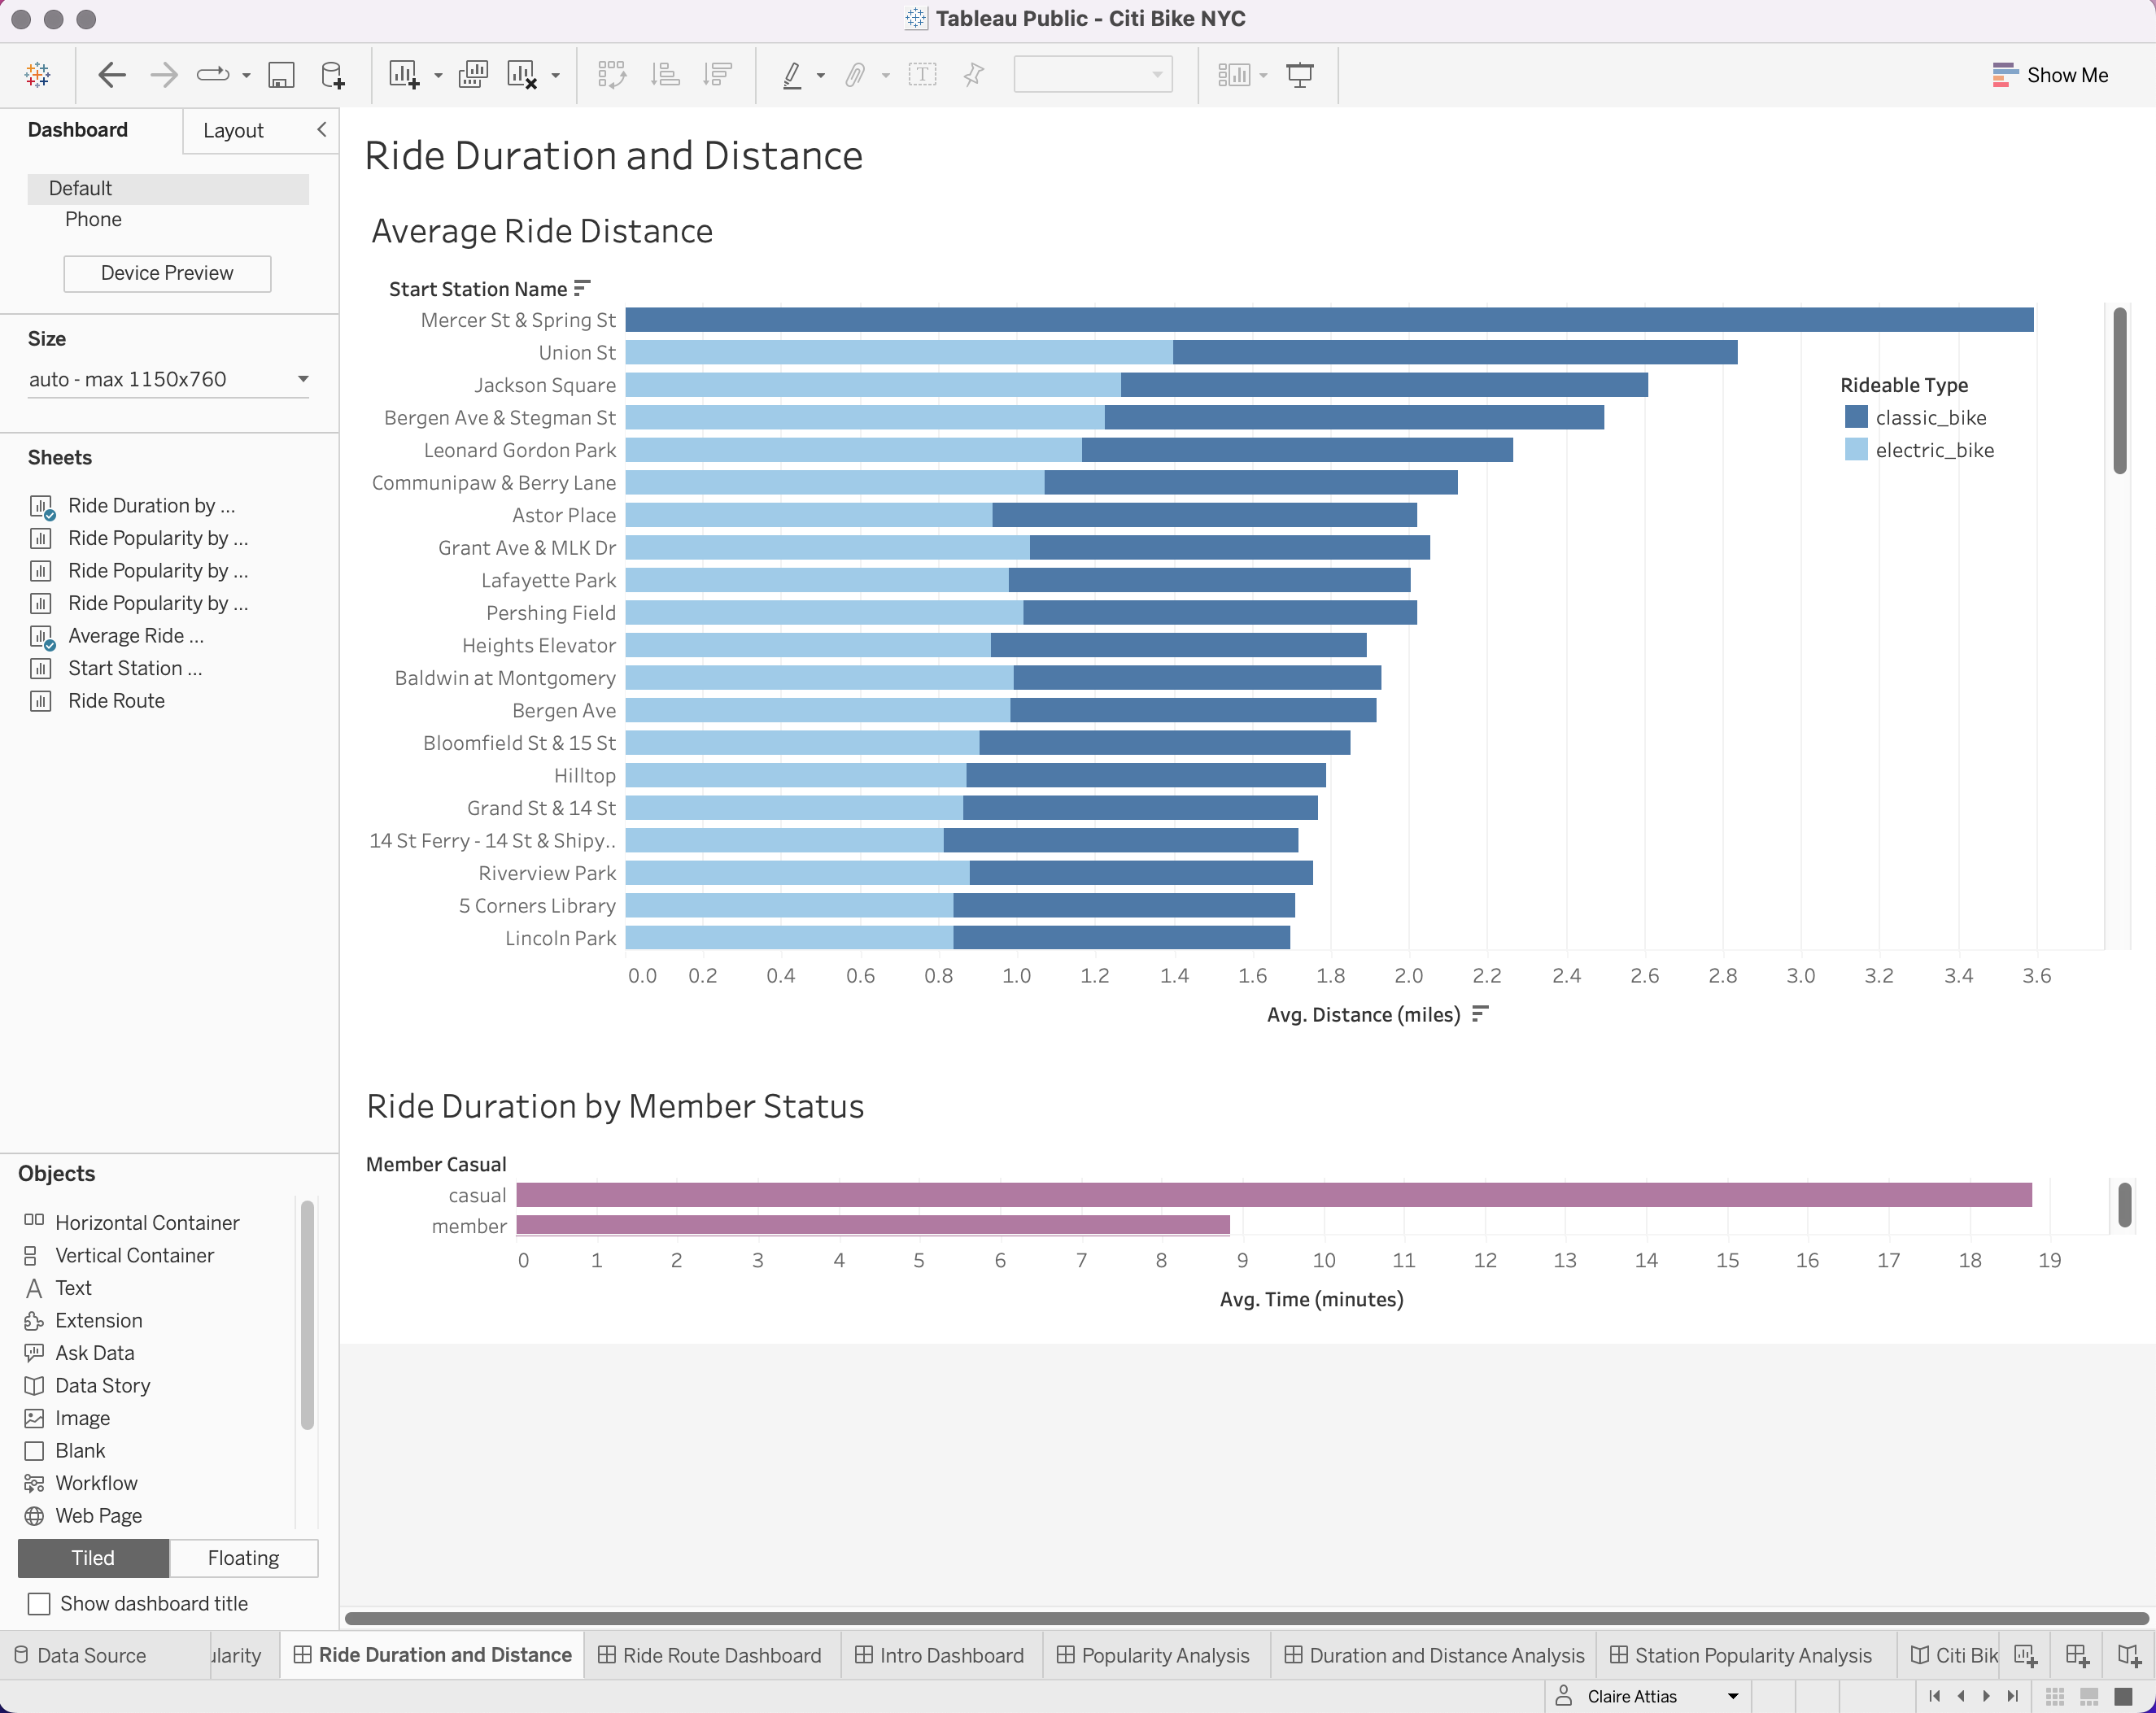 Tableau Public - Citi Bike NYC
Show Me
Dashboard
Layout
Default
Phone
Device Preview
Size
auto - max 1150x760
Sheets
Ride Duration by ...
Ride Popularity by ...
Ride Popularity by ...
Ride Popularity by ...
Average Ride ...
Start Station ...
Ride Route
Objects
Horizontal Container
Vertical Container
Text
Extension
Ask Data
Data Story
Image
Blank
Workflow
Web Page
Tiled
Floating
Show dashboard title
Ride Duration and Distance
Average Ride Distance
Start Station Name
Mercer St & Spring St
Union St
Jackson Square
Bergen Ave & Stegman St
Leonard Gordon Park
Communipaw & Berry Lane
Astor Place
Grant Ave & MLK Dr
Lafayette Park
Pershing Field
Heights Elevator
Baldwin at Montgomery
Bergen Ave
Bloomfield St & 15 St
Hilltop
Grand St & 14 St
14 St Ferry - 14 St & Shipy..
Riverview Park
5 Corners Library
Lincoln Park
0.0 0.2 0.4 0.6 0.8 1.0 1.2 1.4 1.6 1.8 2.0 2.2 2.4 2.6 2.8 3.0 3.2 3.4 3.6
Avg. Distance (miles)
Rideable Type
classic_bike
electric_bike
Ride Duration by Member Status
Member Casual
casual
member
0 1 2 3 4 5 6 7 8 9 10 11 12 13 14 15 16 17 18 19
Avg. Time (minutes)
Data Source
ularity
Ride Duration and Distance
Ride Route Dashboard
Intro Dashboard
Popularity Analysis
Duration and Distance Analysis
Station Popularity Analysis
Citi Bik
Claire Attias